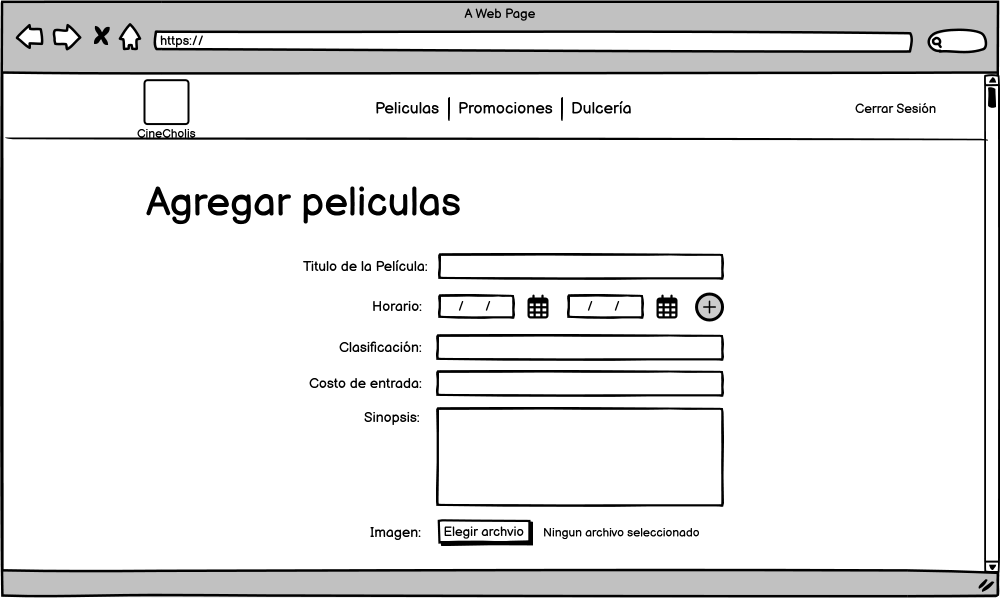 A Web Page
https://
CineCholis
Peliculas
Promociones
Dulcería
Cerrar Sesión
Agregar peliculas
Titulo de la Película:
Horario:
/ /
/ /
Clasificación:
Costo de entrada:
Sinopsis:
Imagen:
Elegir archvio
Ningun archivo seleccionado